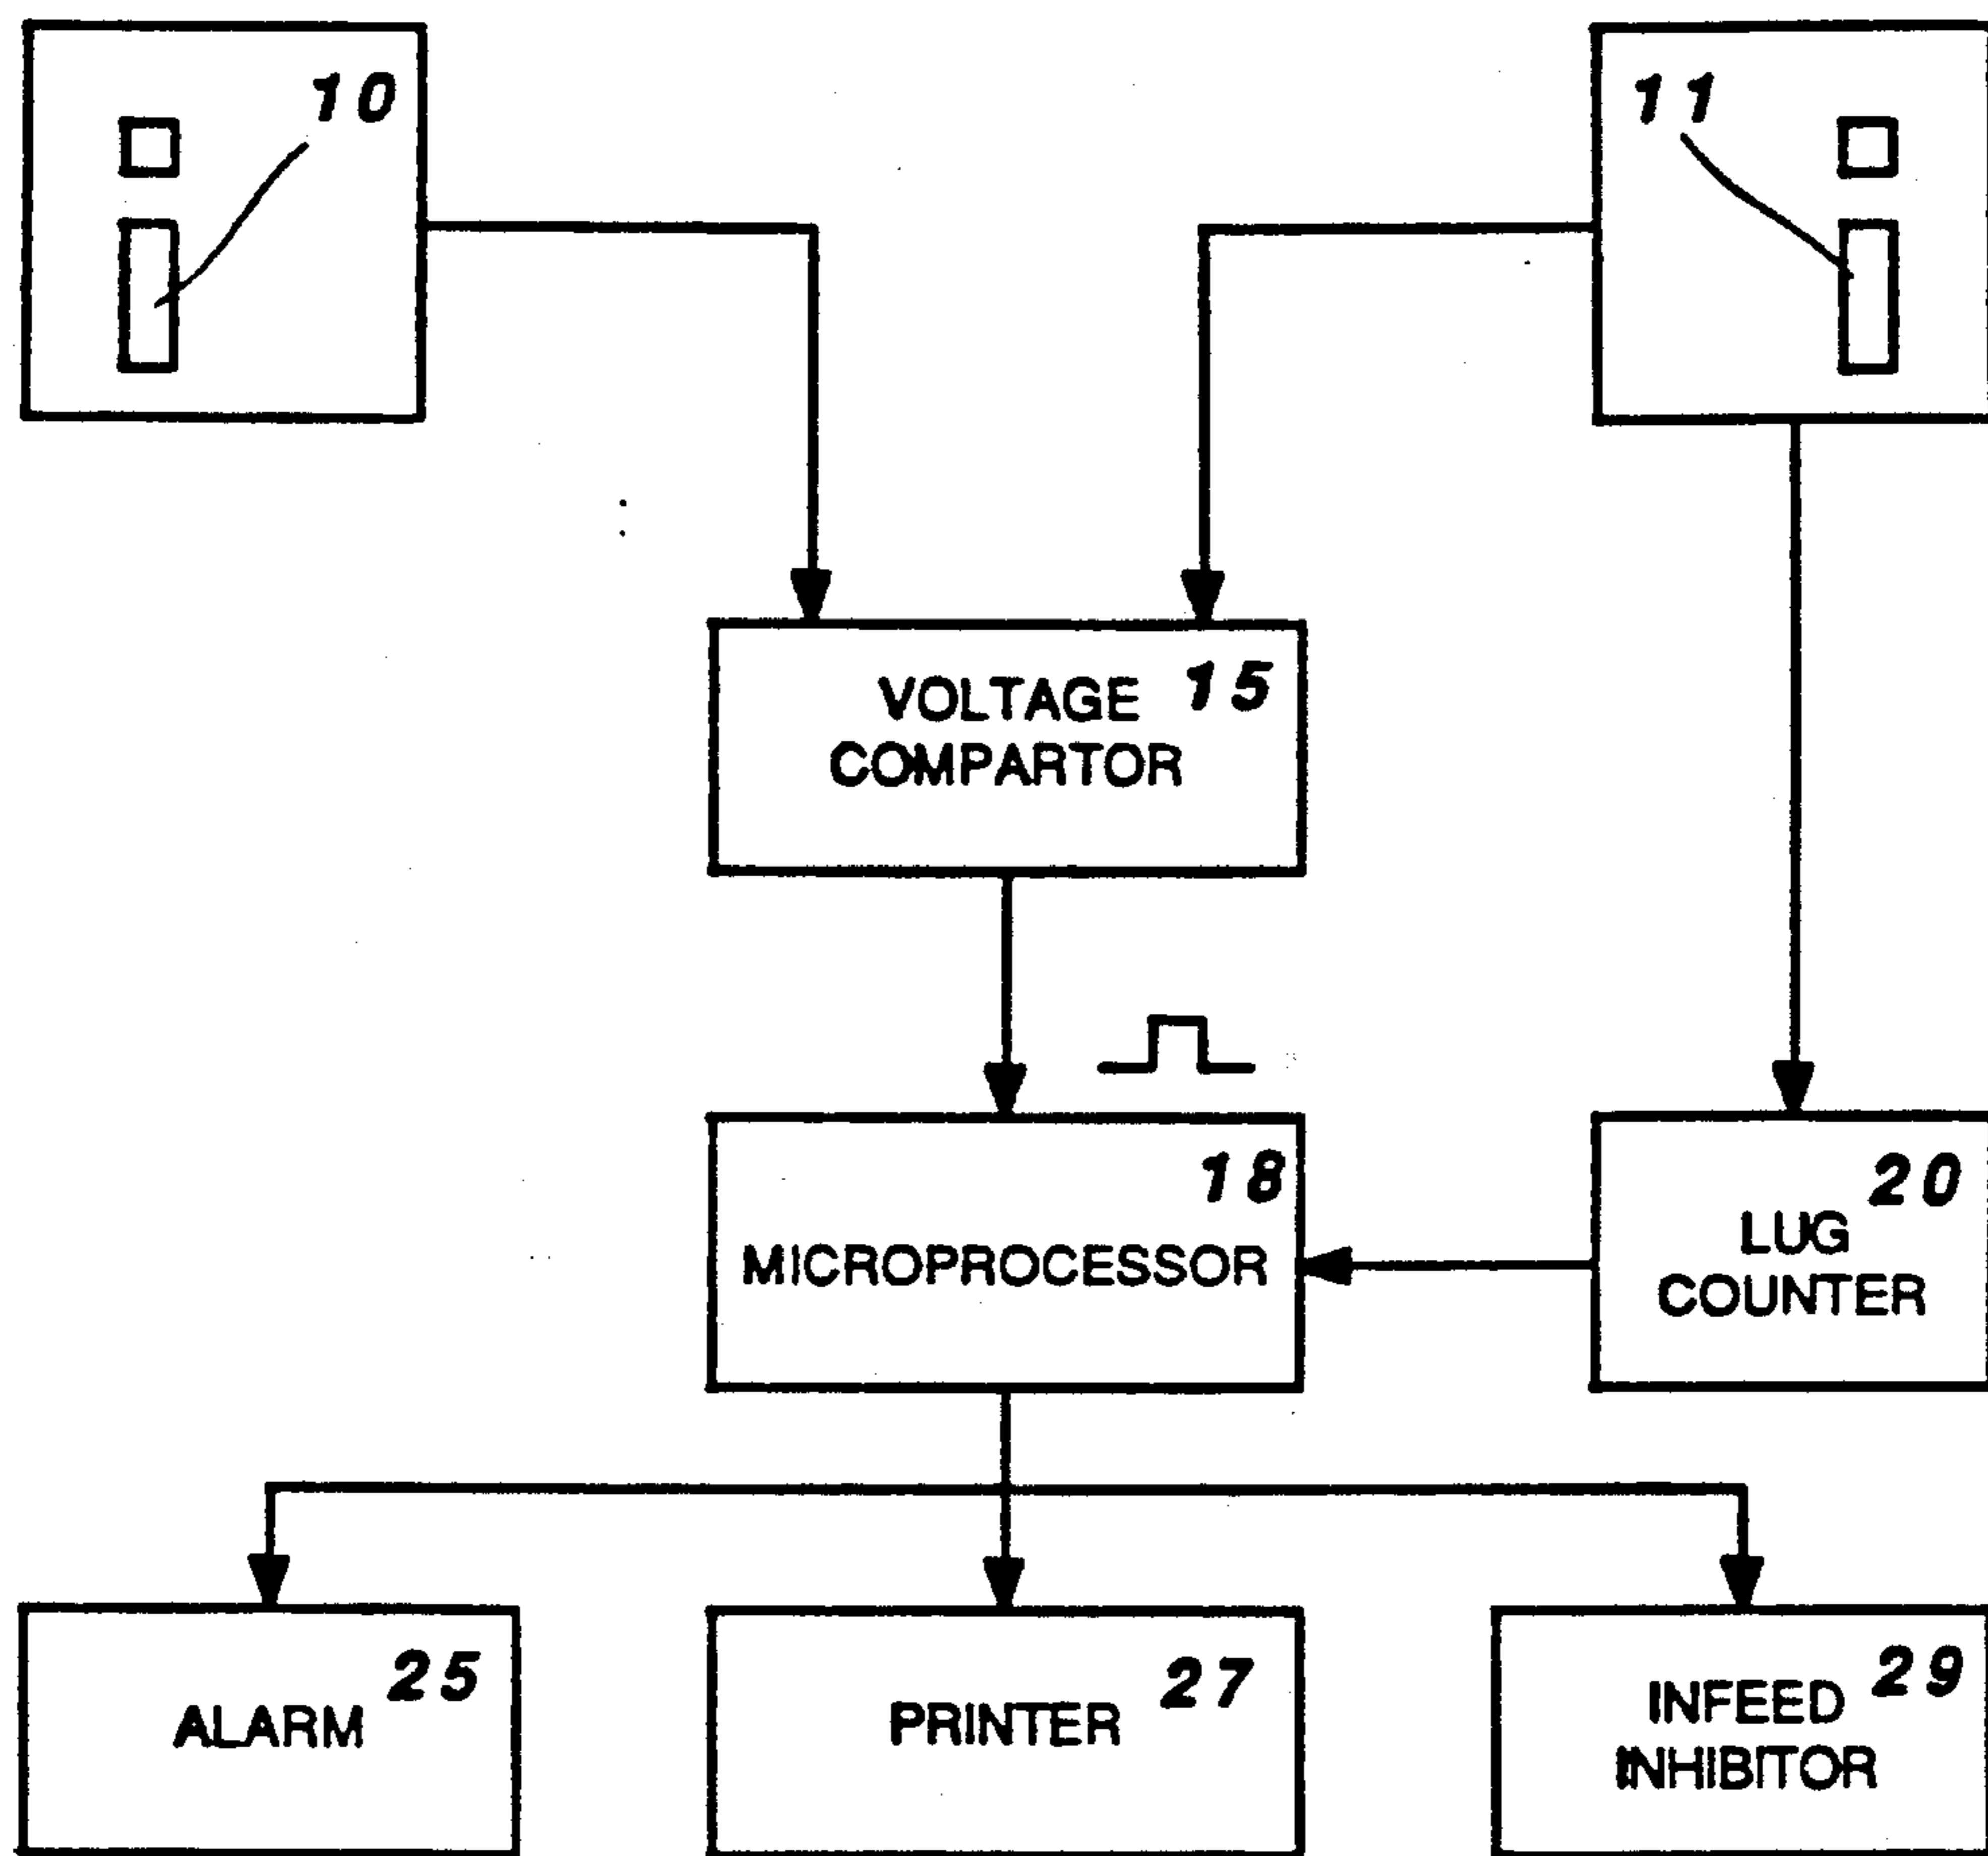 10
11
VOLTAGE 15
COMPARTOR
18
MICROPROCESSOR
20
LUG
COUNTER
25
ALARM
27
PRINTER
INFEED 29
INHIBITOR